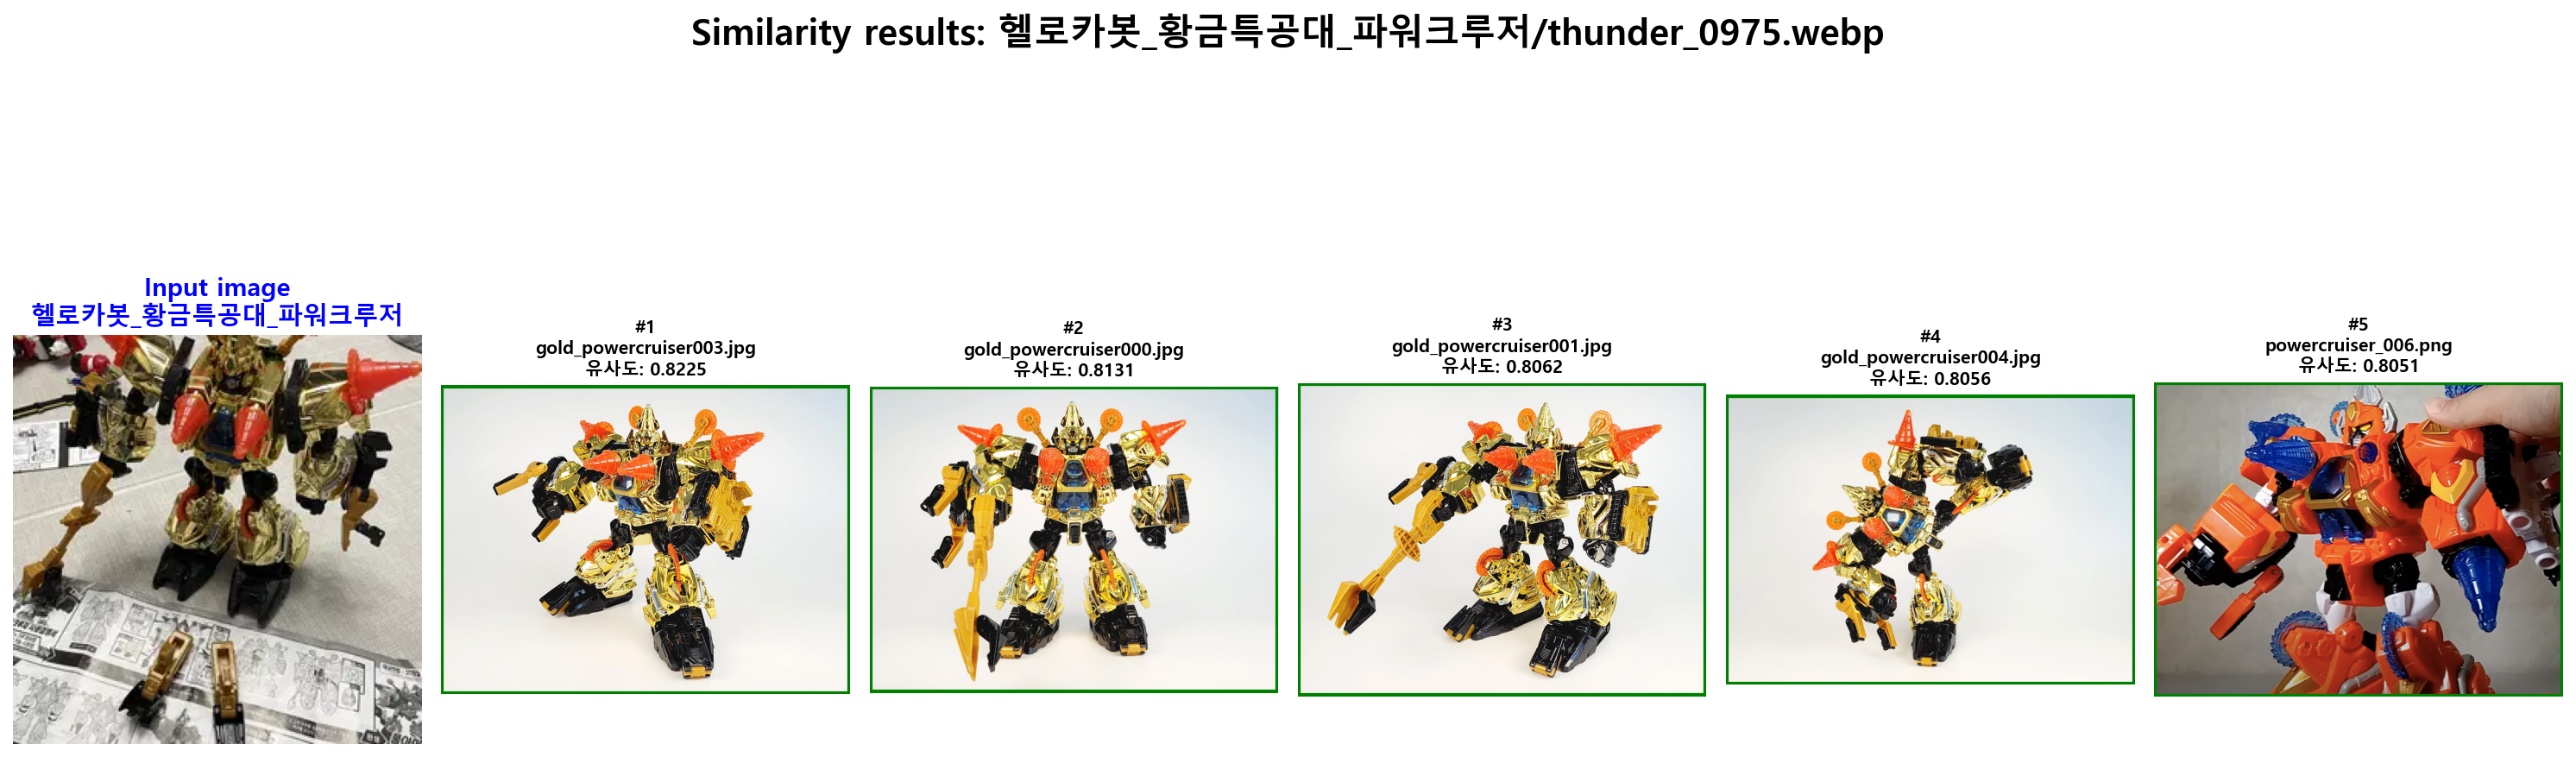 Similarity results: 헬로카봇_황금특공대_파워크루저/thunder_0975.webp
Input image
헬로카봇_황금특공대_파워크루저
#1
gold_powercruiser003.jpg
유사도: 0.8225
#2
gold_powercruiser000.jpg
유사도: 0.8131
#3
gold_powercruiser001.jpg
유사도: 0.8062
#4
gold_powercruiser004.jpg
유사도: 0.8056
#5
powercruiser_006.png
유사도: 0.8051